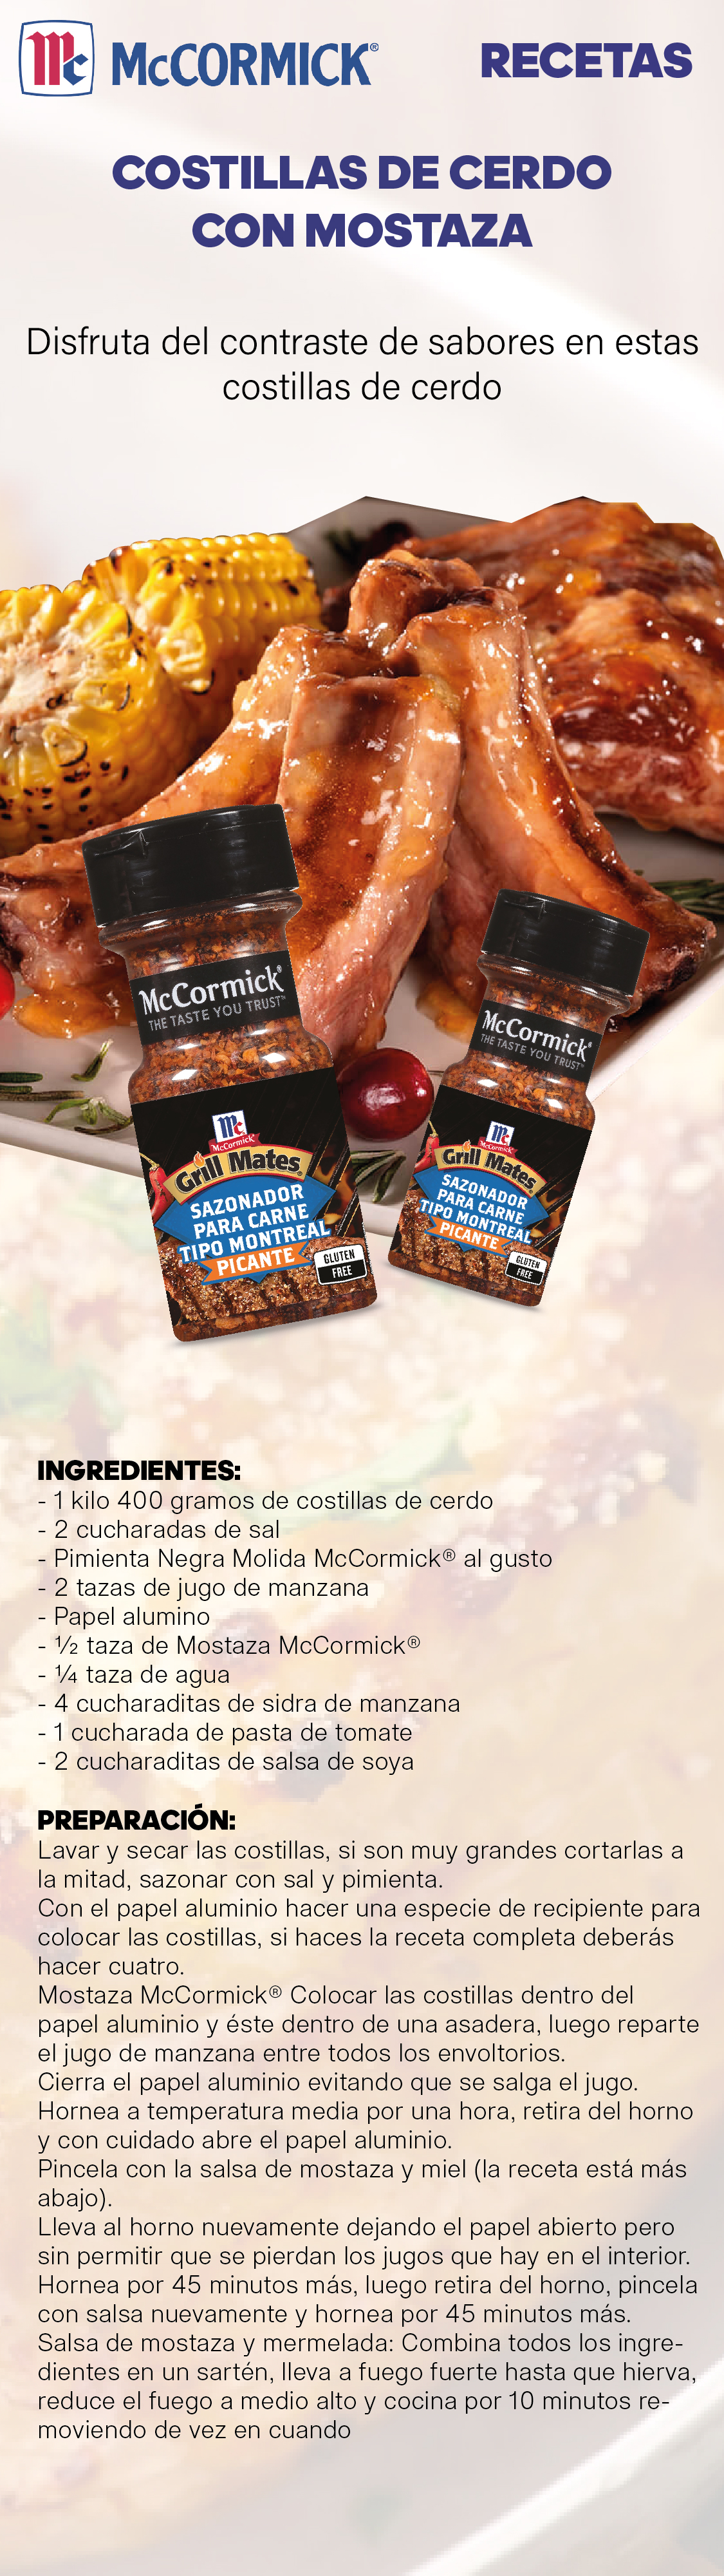 Mc McCORMICK®
RECETAS
COSTILLAS DE CERDO
CON MOSTAZA
Disfruta del contraste de sabores en estas
costillas de cerdo
McCormick®
THE TASTE YOU TRUST™
Mc
McCormick
Grill Mates
SAZONADOR
PARA CARNE
TIPO MONTREAL
PICANTE
GLUTEN
FREE
McCormick®
THE TASTE YOU TRUST™
Mc
McCormick
Grill Mates
SAZONADOR
PARA CARNE
TIPO MONTREAL
PICANTE
GLUTEN
FREE
INGREDIENTES:
- 1 kilo 400 gramos de costillas de cerdo
- 2 cucharadas de sal
- Pimienta Negra Molida McCormick® al gusto
- 2 tazas de jugo de manzana
- Papel alumino
- ½ taza de Mostaza McCormick®
- ¼ taza de agua
- 4 cucharaditas de sidra de manzana
- 1 cucharada de pasta de tomate
- 2 cucharaditas de salsa de soya
PREPARACIÓN:
Lavar y secar las costillas, si son muy grandes cortarlas a
la mitad, sazonar con sal y pimienta.
Con el papel aluminio hacer una especie de recipiente para
colocar las costillas, si haces la receta completa deberás
hacer cuatro.
Mostaza McCormick® Colocar las costillas dentro del
papel aluminio y éste dentro de una asadera, luego reparte
el jugo de manzana entre todos los envoltorios.
Cierra el papel aluminio evitando que se salga el jugo.
Hornea a temperatura media por una hora, retira del horno
y con cuidado abre el papel aluminio.
Pincela con la salsa de mostaza y miel (la receta está más
abajo).
Lleva al horno nuevamente dejando el papel abierto pero
sin permitir que se pierdan los jugos que hay en el interior.
Hornea por 45 minutos más, luego retira del horno, pincela
con salsa nuevamente y hornea por 45 minutos más.
Salsa de mostaza y mermelada: Combina todos los ingre-
dientes en un sartén, lleva a fuego fuerte hasta que hierva,
reduce el fuego a medio alto y cocina por 10 minutos re-
moviendo de vez en cuando